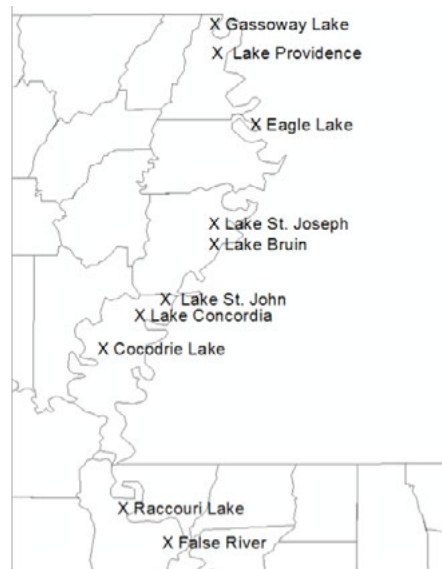 X Gassoway Lake
X Lake Providence
X Eagle Lake
X Lake St. Joseph
X Lake Bruin
X Lake St. John
X Lake Concordia
X Cocodrie Lake
X Raccouri Lake
X False River